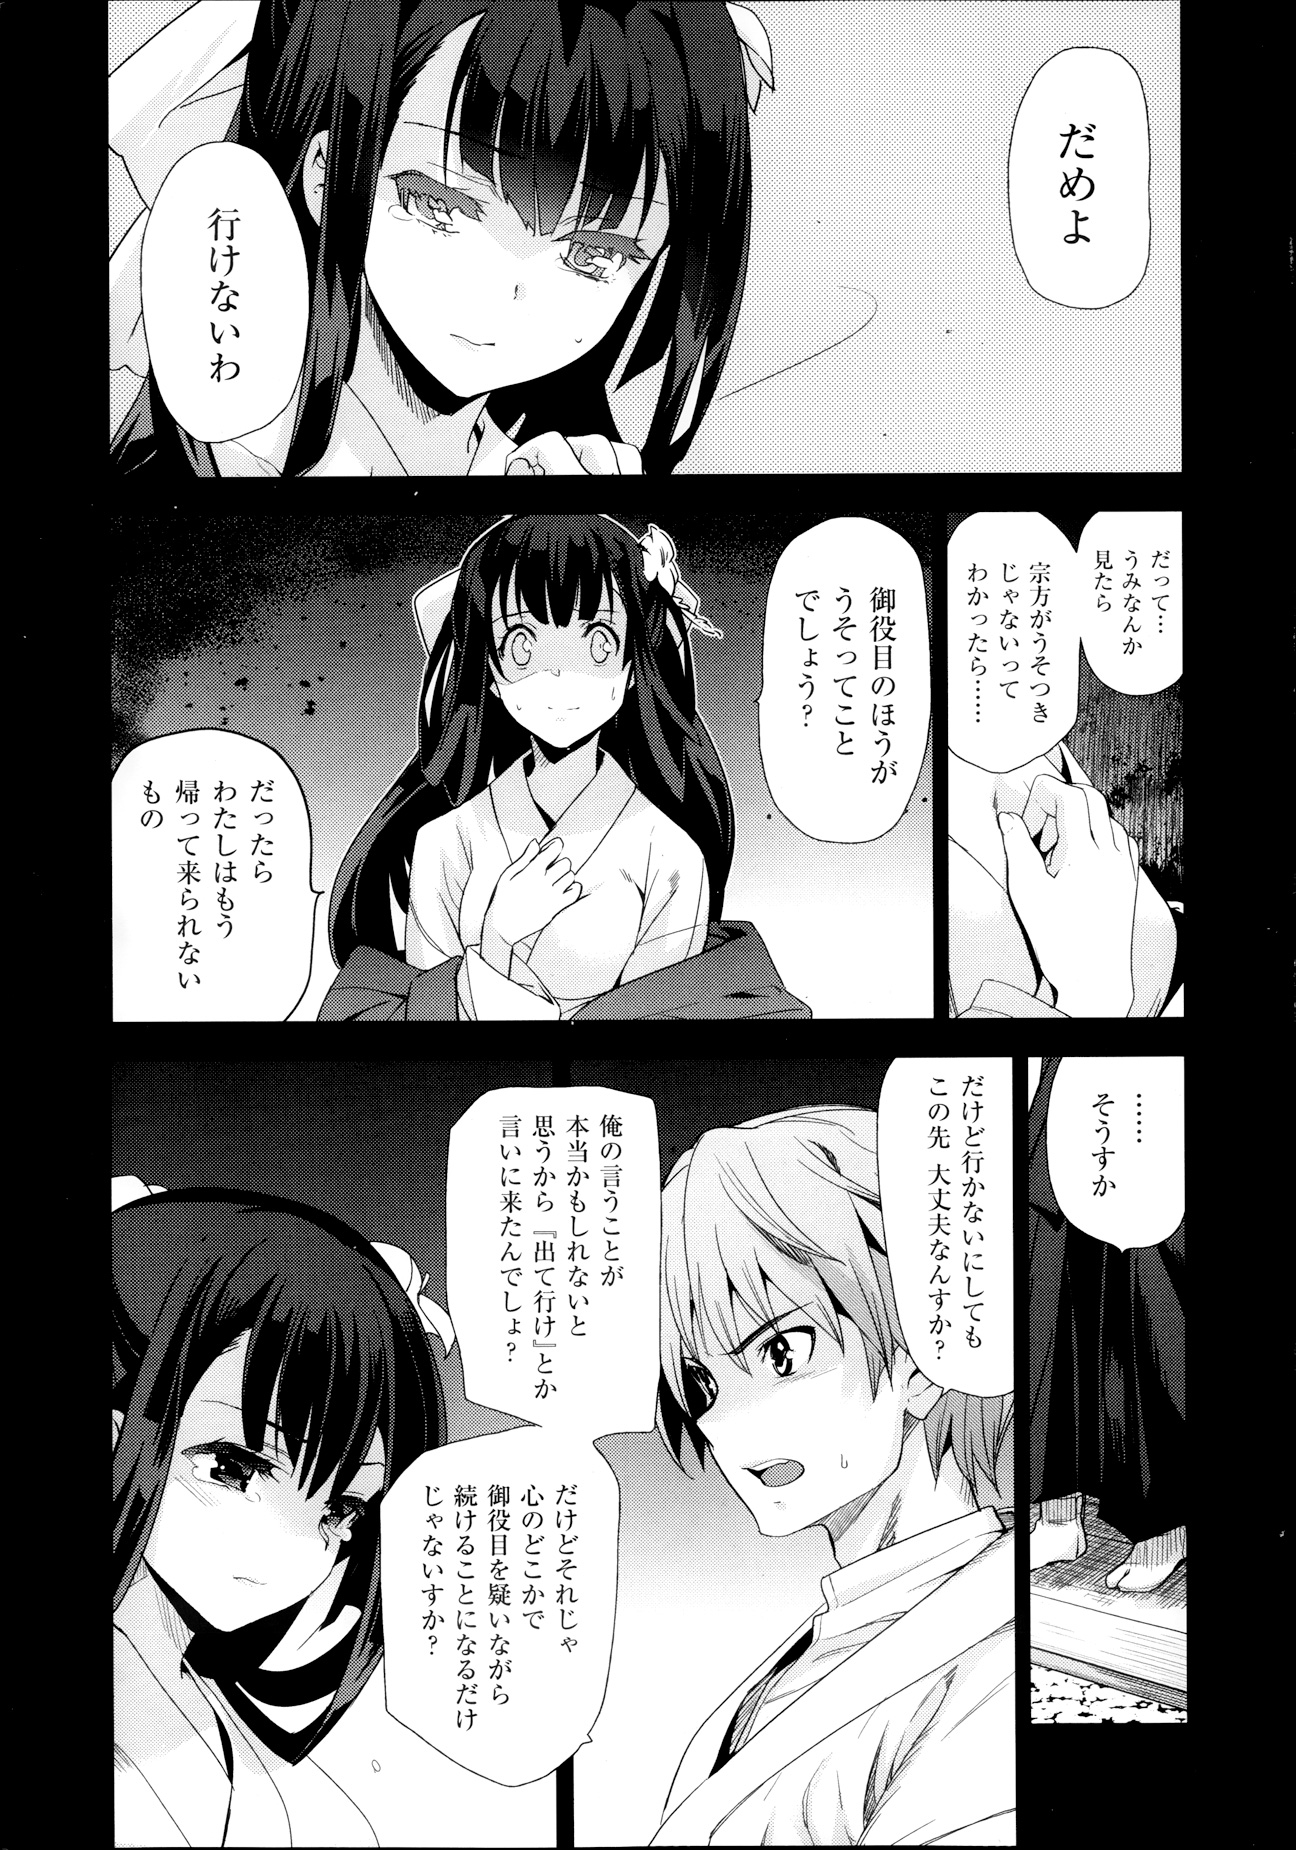 だめよ
行けないわ
だって…
うみなんか
見たら
宗方がうそつき
じゃないって
わかったら……
御役目のほうが
うそってこと
でしょう？
だったら
わたしはもう
帰って来られない
もの
……
そうすか
だけど行かないにしても
この先 大丈夫なんすか？
俺の言うことが
本当かもしれないと
思うから『出て行け』とか
言いに来たんでしょ？
だけどそれじゃ
心のどこかで
御役目を疑いながら
続けることになるだけ
じゃないすか？